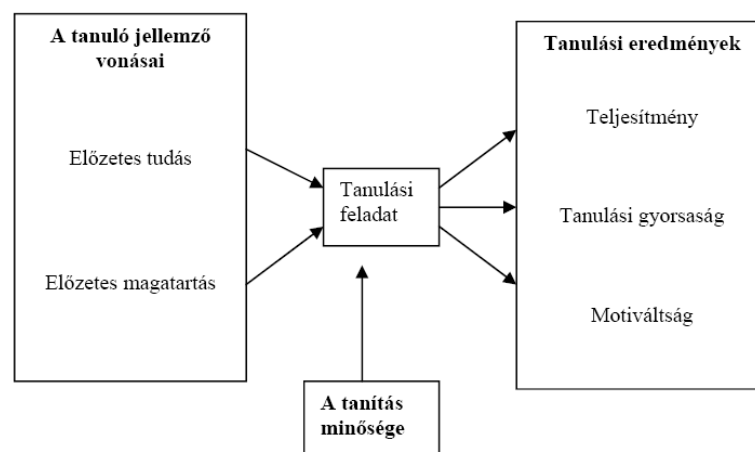 A tanuló jellemző
vonásai
Előzetes tudás
Előzetes magatartás
Tanulási
feladat
A tanítás
minősége
Tanulási eredmények
Teljesítmény
Tanulási gyorsaság
Motiváltság